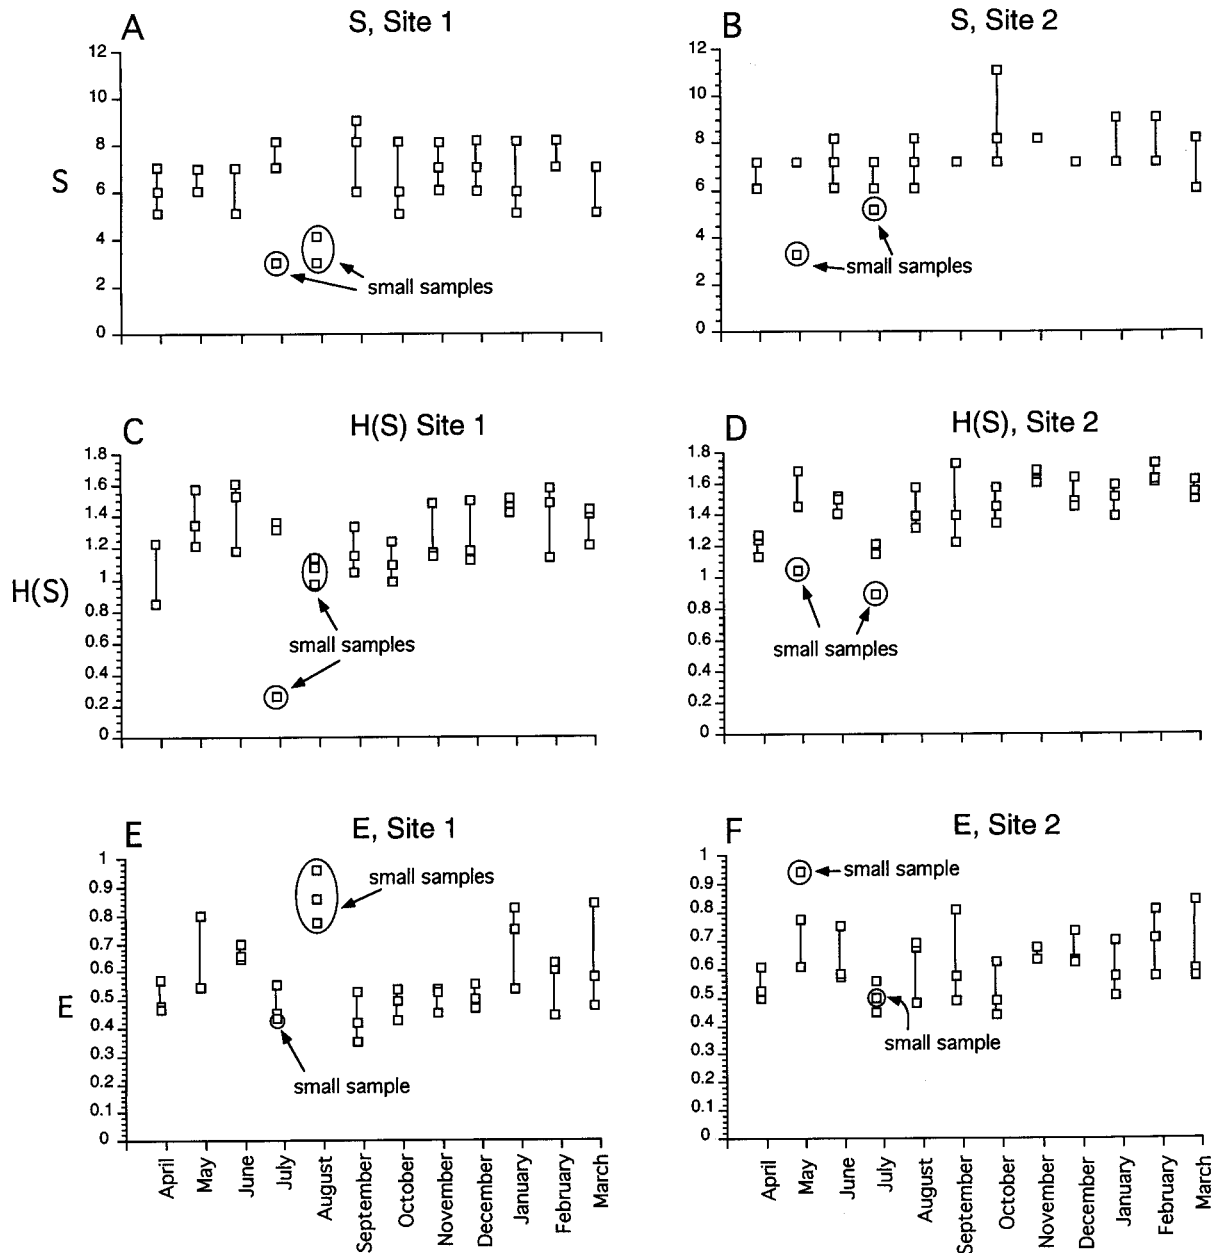 A
S, Site 1
12
10
8
6
4
2
0
S
small samples
B
S, Site 2
12
10
8
6
4
2
0
small samples
C
H(S) Site 1
1.8
1.6
1.4
1.2
1
0.8
0.6
0.4
0.2
0
H(S)
small samples
D
H(S), Site 2
1.8
1.6
1.4
1.2
1
0.8
0.6
0.4
0.2
0
small samples
E
E, Site 1
1
0.9
0.8
0.7
0.6
0.5
0.4
0.3
0.2
0.1
0
E
small samples
small sample
April
May
June
July
August
September
October
November
December
January
February
March
F
E, Site 2
1
0.9
0.8
0.7
0.6
0.5
0.4
0.3
0.2
0.1
0
small sample
small sample
April
May
June
July
August
September
October
November
December
January
February
March